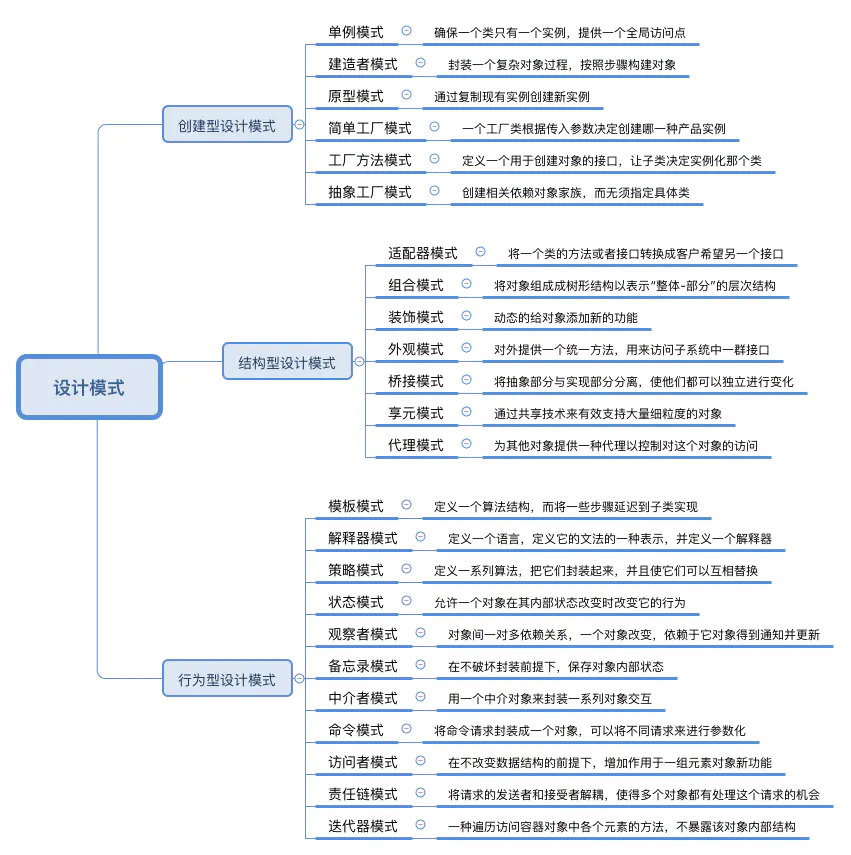 设计模式
创建型设计模式
单例模式 确保一个类只有一个实例，提供一个全局访问点
建造者模式 封装一个复杂对象过程，按照步骤构建对象
原型模式 通过复制现有实例创建新实例
简单工厂模式 一个工厂类根据传入参数决定创建哪一种产品实例
工厂方法模式 定义一个用于创建对象的接口，让子类决定实例化那个类
抽象工厂模式 创建相关依赖对象家族，而无须指定具体类
结构型设计模式
适配器模式 将一个类的方法或者接口转换成客户希望另一个接口
组合模式 将对象组成成树形结构以表示“整体-部分”的层次结构
装饰模式 动态的给对象添加新的功能
外观模式 对外提供一个统一方法，用来访问子系统中一群接口
桥接模式 将抽象部分与实现部分分离，使他们都可以独立进行变化
享元模式 通过共享技术来有效支持大量细粒度的对象
代理模式 为其他对象提供一种代理以控制对这个对象的访问
行为型设计模式
模板模式 定义一个算法结构，而将一些步骤延迟到子类实现
解释器模式 定义一个语言，定义它的文法的一种表示，并定义一个解释器
策略模式 定义一系列算法，把它们封装起来，并且使它们可以互相替换
状态模式 允许一个对象在其内部状态改变时改变它的行为
观察者模式 对象间一对多依赖关系，一个对象改变，依赖于它对象得到通知并更新
备忘录模式 在不破坏封装前提下，保存对象内部状态
中介者模式 用一个中介对象来封装一系列对象交互
命令模式 将命令请求封装成一个对象，可以将不同请求来进行参数化
访问者模式 在不改变数据结构的前提下，增加作用于一组元素对象新功能
责任链模式 将请求的发送者和接受者解耦，使得多个对象都有处理这个请求的机会
迭代器模式 一种遍历访问容器对象中各个元素的方法，不暴露该对象内部结构